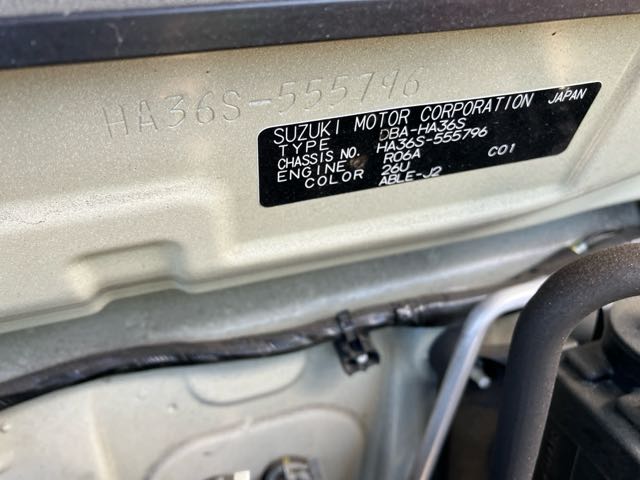 HA36S-555796
SUZUKI MOTOR CORPORATION JAPAN
TYPE DBA-HA36S
CHASSIS NO. HA36S-555796
ENGINE R06A C01
COLOR 26U
ABLE-J2